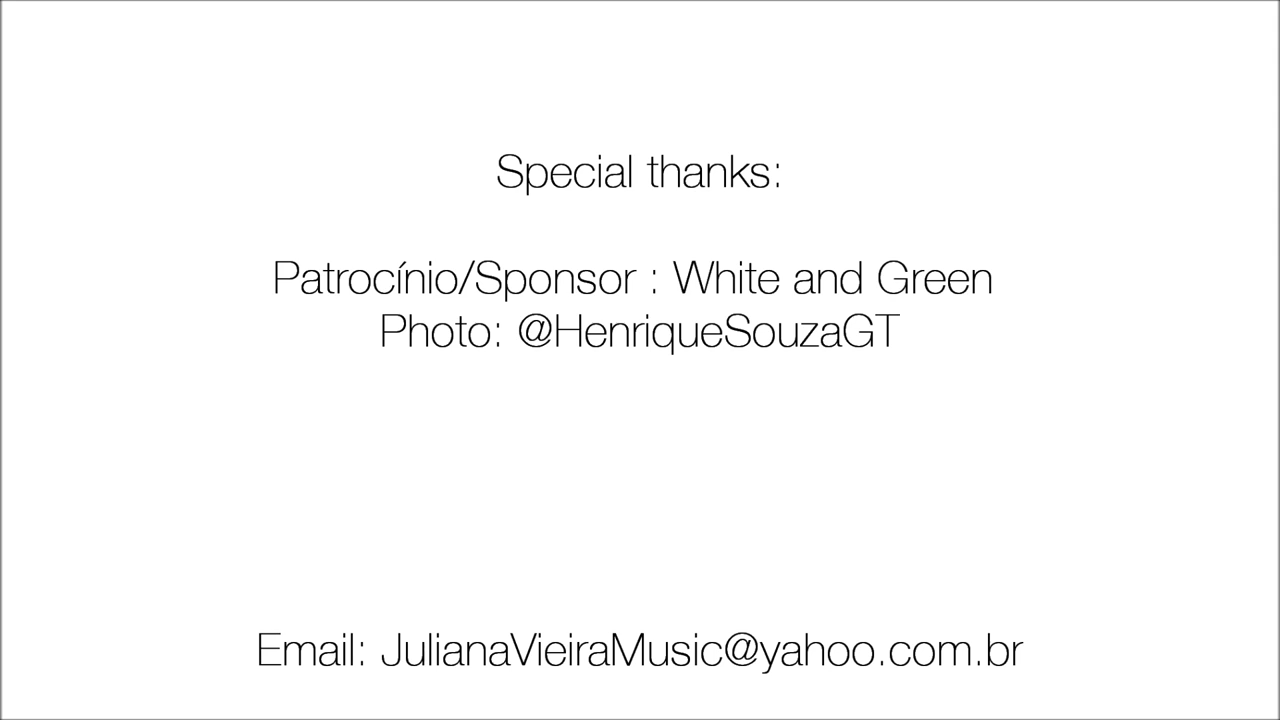 Special thanks:
Patrocínio/Sponsor : White and Green
Photo: @HenriqueSouzaGT
Email: JulianaVieiraMusic@yahoo.com.br